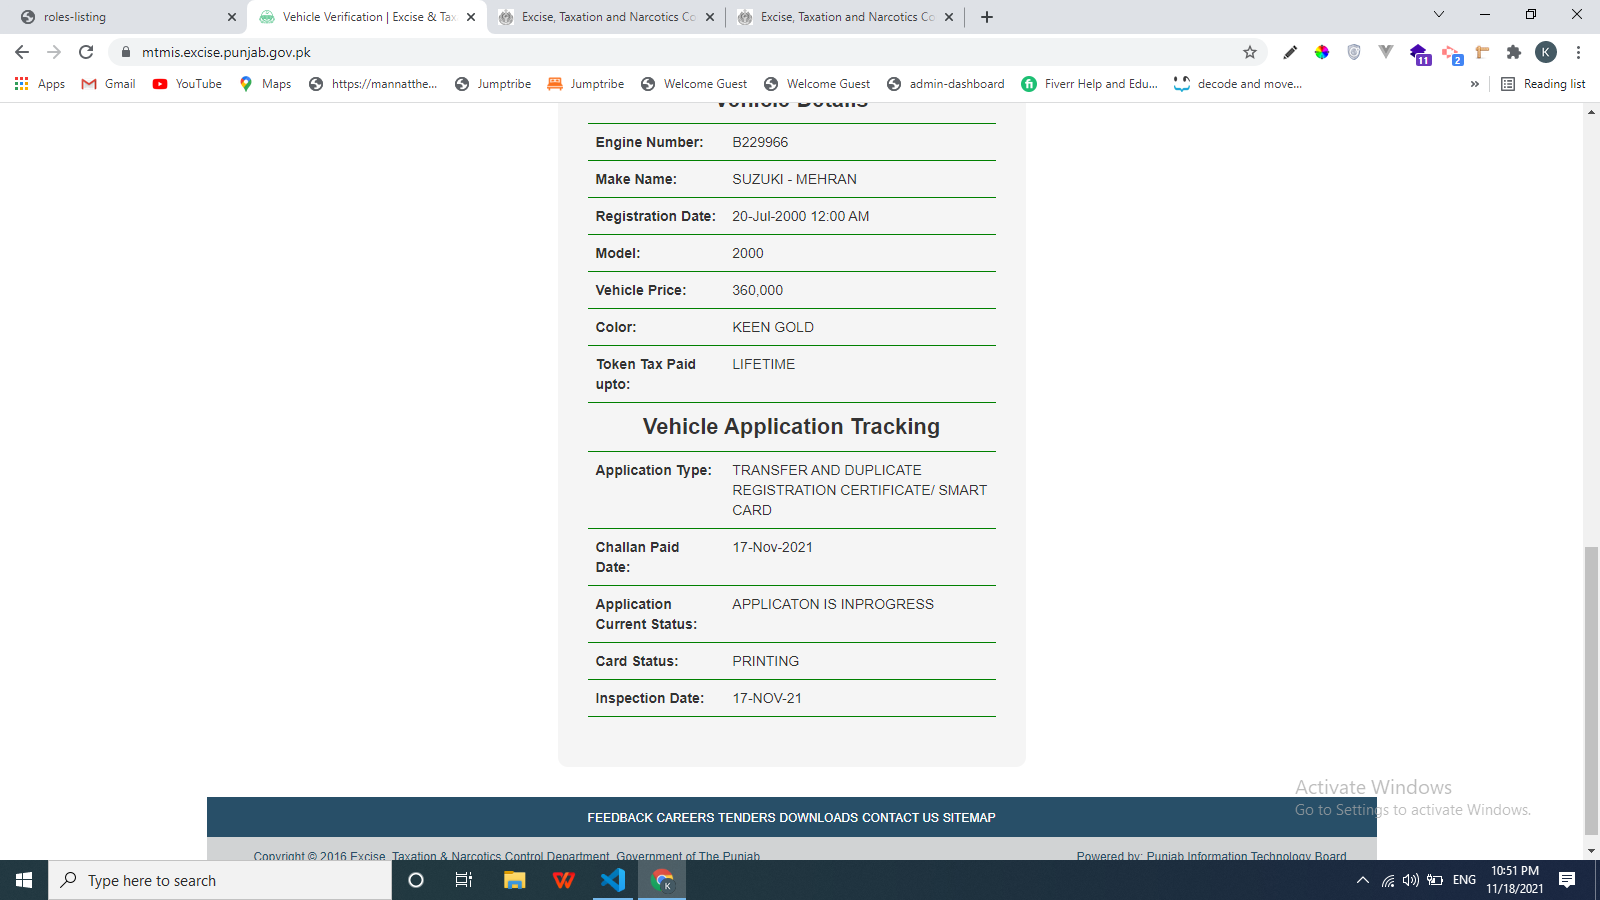 roles-listing
Vehicle Verification | Excise & Tax
Excise, Taxation and Narcotics Co
Excise, Taxation and Narcotics Co
mtmis.excise.punjab.gov.pk
K
Apps
Gmail
YouTube
Maps
https://mannatthe...
Jumptribe
Jumptribe
Welcome Guest
Welcome Guest
admin-dashboard
Fiverr Help and Edu...
decode and move...
»
Reading list
11
2
Vehicle Details
Engine Number: B229966
Make Name: SUZUKI - MEHRAN
Registration Date: 20-Jul-2000 12:00 AM
Model: 2000
Vehicle Price: 360,000
Color: KEEN GOLD
Token Tax Paid LIFETIME
upto:
Vehicle Application Tracking
Application Type: TRANSFER AND DUPLICATE
REGISTRATION CERTIFICATE/ SMART
CARD
Challan Paid 17-Nov-2021
Date:
Application APPLICATON IS INPROGRESS
Current Status:
Card Status: PRINTING
Inspection Date: 17-NOV-21
Activate Windows
Go to Settings to activate Windows.
FEEDBACK CAREERS TENDERS DOWNLOADS CONTACT US SITEMAP
Copyright © 2016 Excise, Taxation & Narcotics Control Department, Government of The Punjab
Powered by: Punjab Information Technology Board
Type here to search
K
ENG
10:51 PM
11/18/2021